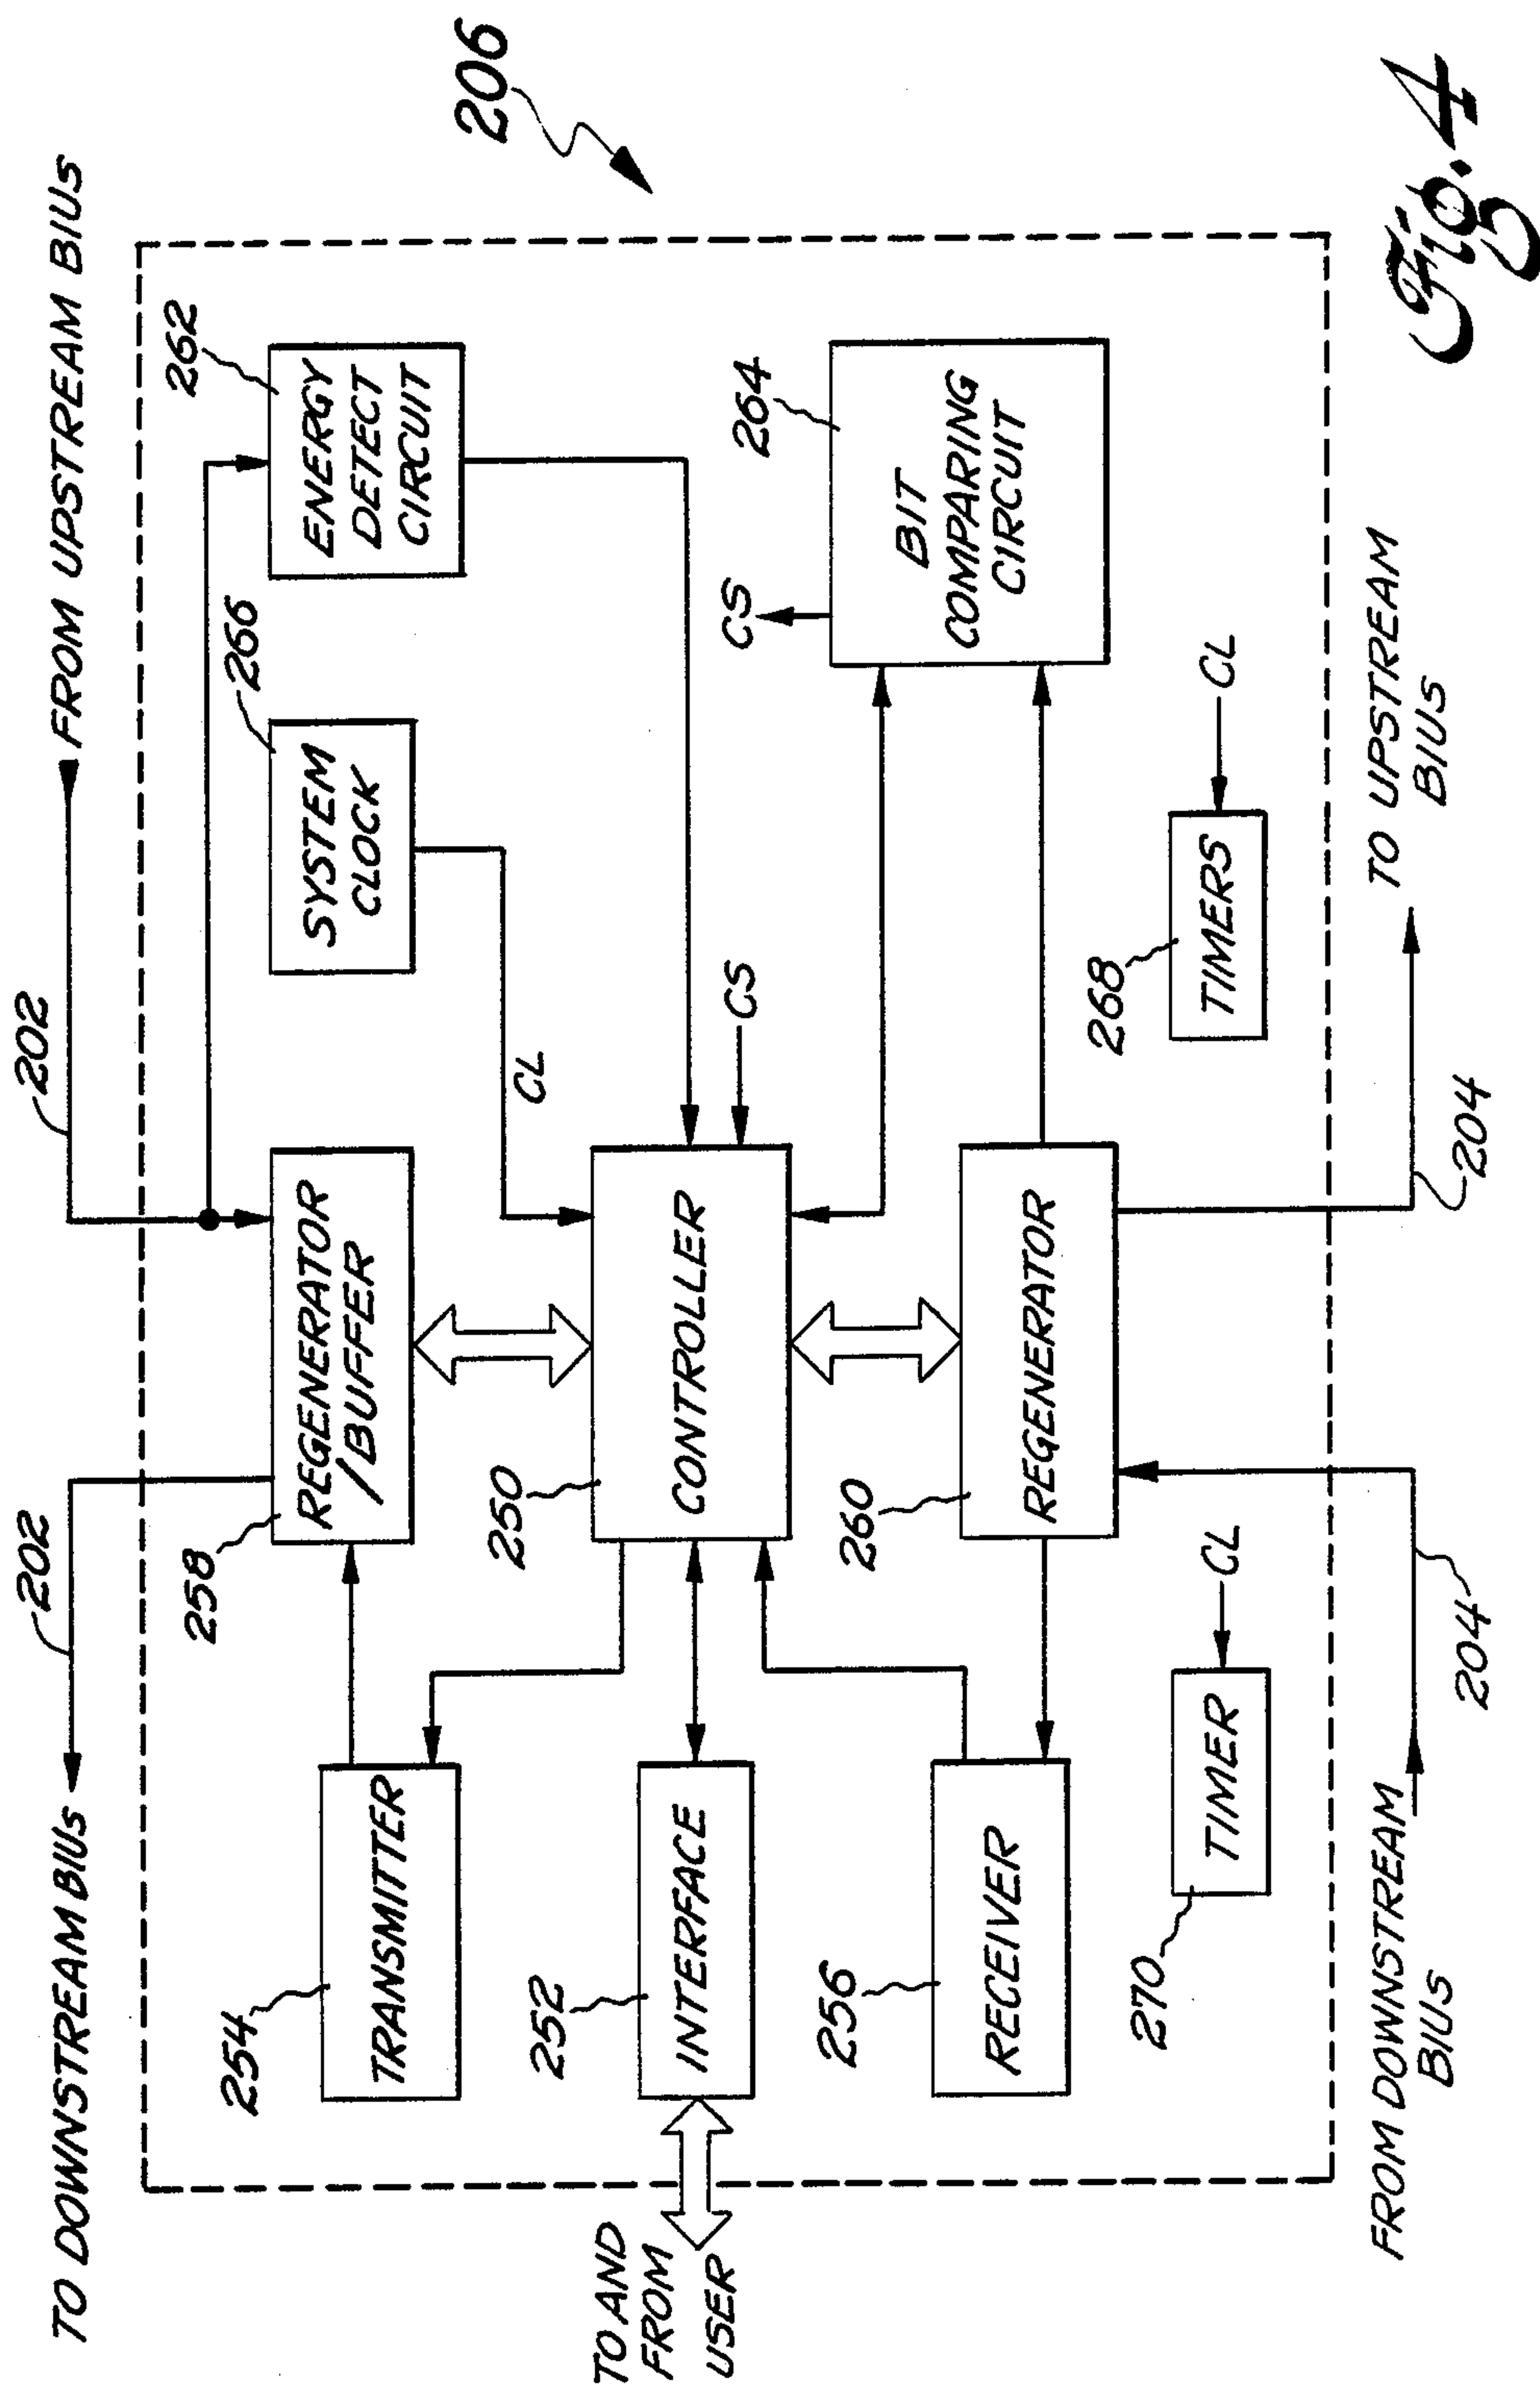 TO DOWNSTREAM BIUs
202
202
FROM UPSTREAM BIUs
206
258
REGENERATOR
/BUFFER
266
SYSTEM
CLOCK
262
ENERGY
DETECT
CIRCUIT
254
TRANSMITTER
CL
250
CONTROLLER
CS
CS
264
BIT
COMPARING
CIRCUIT
TO AND
FROM
USER
252
INTERFACE
256
RECEIVER
260
REGENERATOR
268
TIMERS
CL
270
TIMER
CL
FROM DOWNSTREAM
BIUs
204
204
TO UPSTREAM
BIUs
Fig. 4